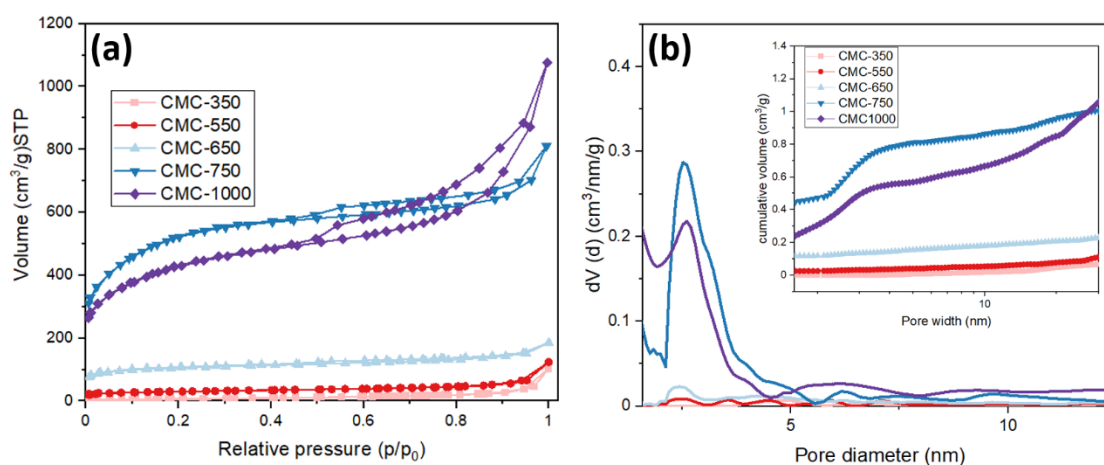 (a)
1200
1000
800
600
400
200
0
Volume (cm³/g)STP
CMC-350
CMC-550
CMC-650
CMC-750
CMC-1000
0
0.2
0.4
0.6
0.8
1
Relative pressure (p/p₀)
(b)
0.4
0.3
0.2
0.1
0
dV (d) (cm³/nm/g)
5
10
Pore diameter (nm)
1.4
1.2
1
0.8
0.6
0.4
0.2
0
cumulative volume (cm³/g)
CMC-350
CMC-550
CMC-650
CMC-750
CMC1000
10
Pore width (nm)